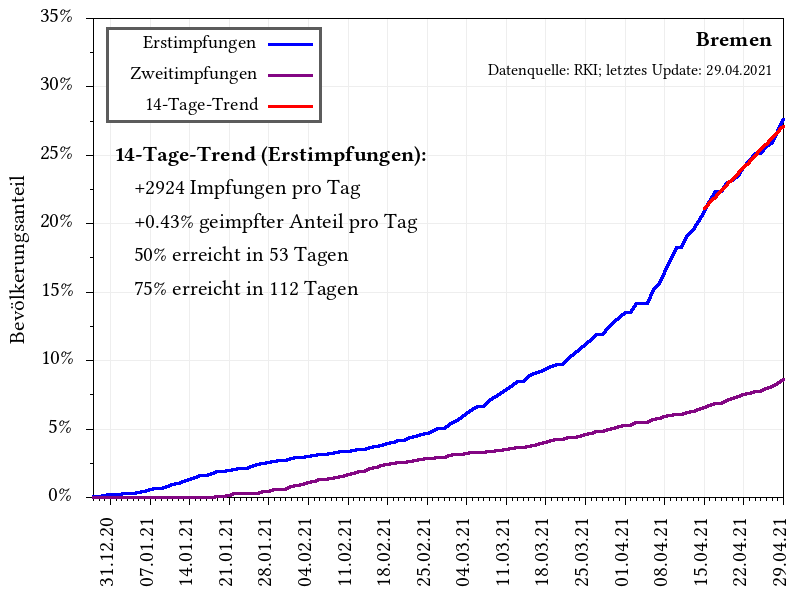 Bremen
Datenquelle: RKI; letztes Update: 29.04.2021
Erstimpfungen
Zweitimpfungen
14-Tage-Trend
14-Tage-Trend (Erstimpfungen):
+2924 Impfungen pro Tag
+0.43% geimpfter Anteil pro Tag
50% erreicht in 53 Tagen
75% erreicht in 112 Tagen
Bevölkerungsanteil
35%
30%
25%
20%
15%
10%
5%
0%
31.12.20
07.01.21
14.01.21
21.01.21
28.01.21
04.02.21
11.02.21
18.02.21
25.02.21
04.03.21
11.03.21
18.03.21
25.03.21
01.04.21
08.04.21
15.04.21
22.04.21
29.04.21